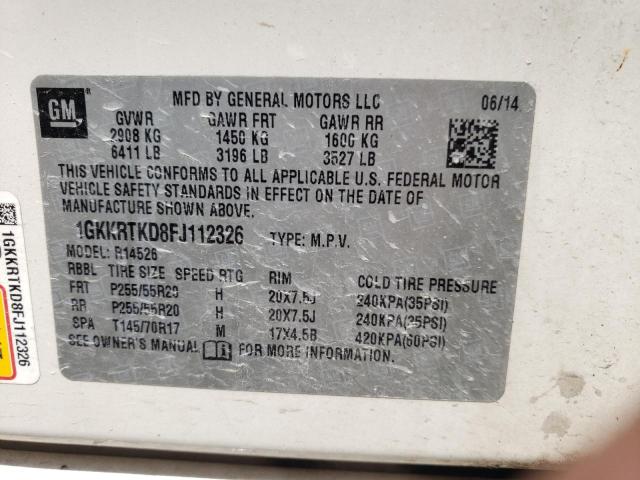 GM
MFD BY GENERAL MOTORS LLC 06/14
GVWR GAWR FRT GAWR RR
2908 KG 1450 KG 1600 KG
6411 LB 3196 LB 3527 LB
THIS VEHICLE CONFORMS TO ALL APPLICABLE U.S. FEDERAL MOTOR
VEHICLE SAFETY STANDARDS IN EFFECT ON THE DATE OF
MANUFACTURE SHOWN ABOVE.
1GKKRTKD8FJ112326 TYPE: M.P.V.
MODEL: R14526
RBBL TIRE SIZE SPEED RTG RIM COLD TIRE PRESSURE
FRT P255/55R20 H 20X7.5J 240KPA(35PSI)
RR P255/55R20 H 20X7.5J 240KPA(35PSI)
SPA T145/70R17 M 17X4.5B 420KPA(60PSI)
SEE OWNER'S MANUAL FOR MORE INFORMATION.
1GKKRTKD8FJ112326